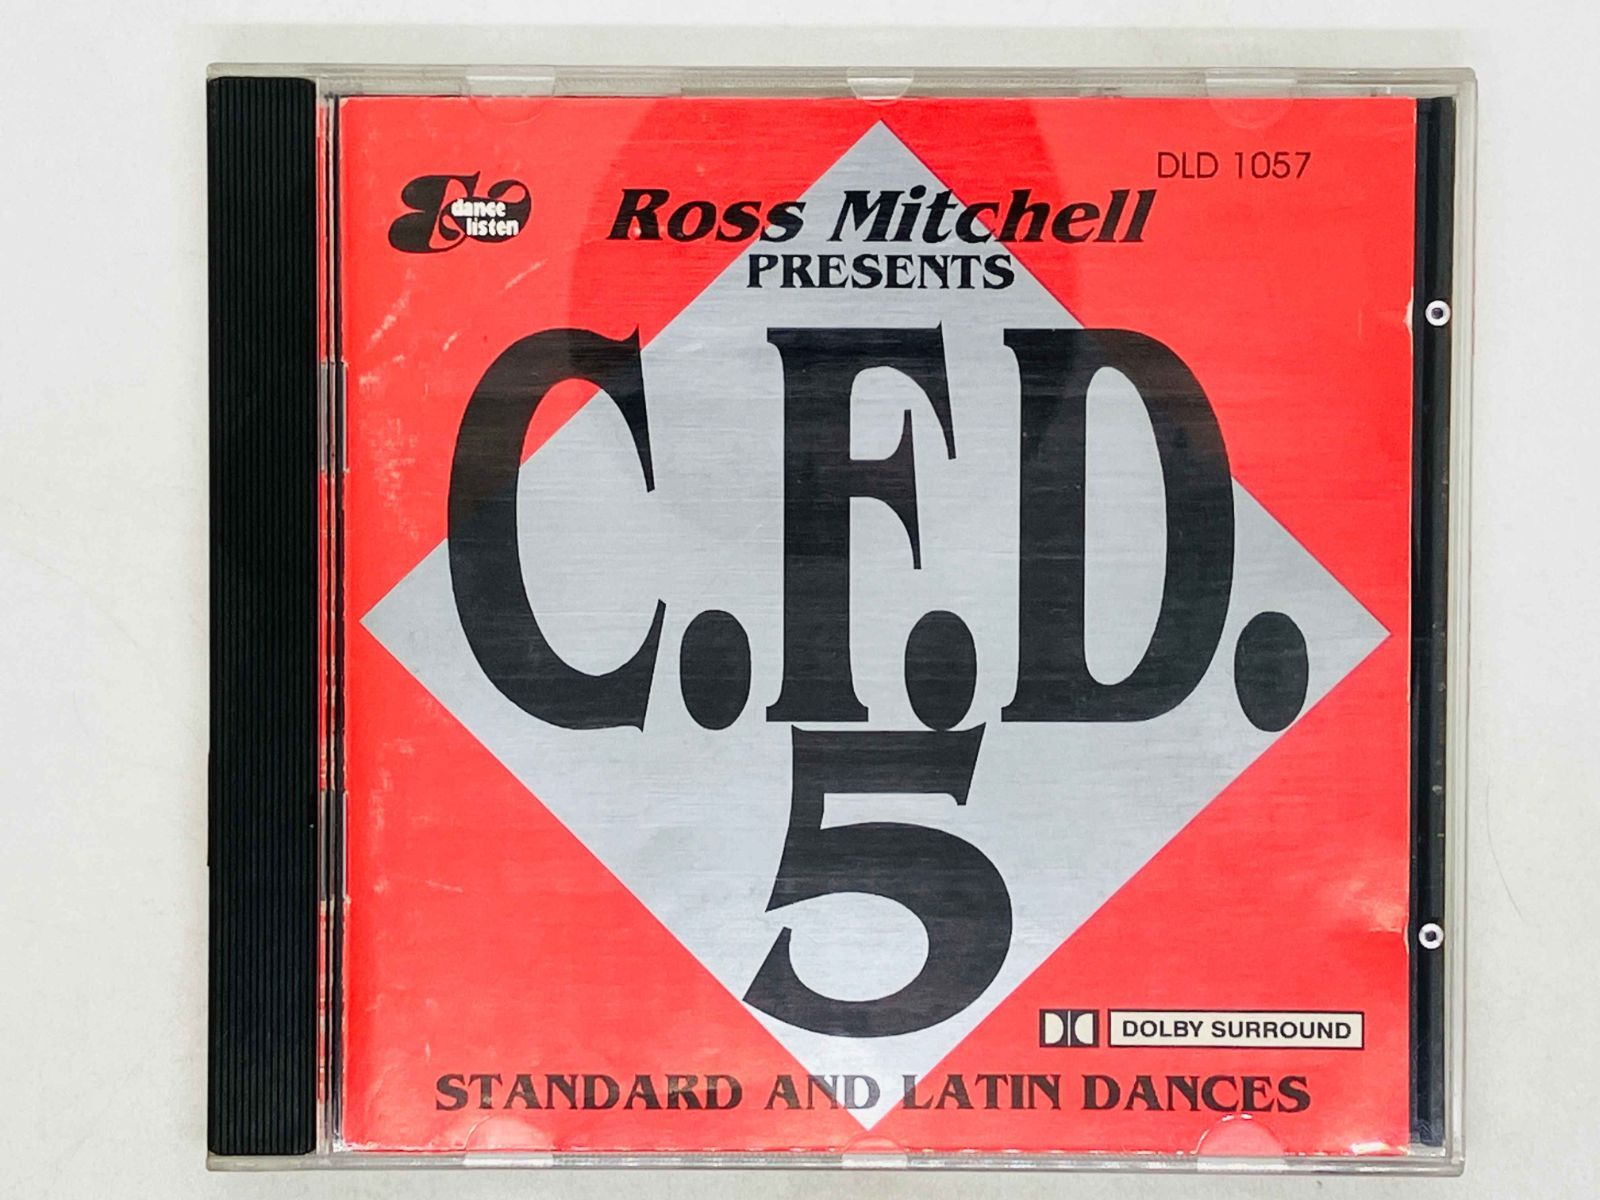 DLD 1057
dance
listen
Ross Mitchell
PRESENTS
C.F.D.
5
DOLBY SURROUND
STANDARD AND LATIN DANCES